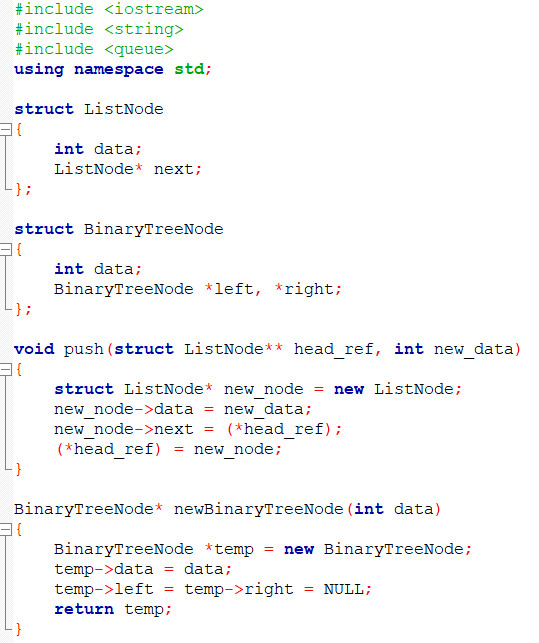 #include <iostream>
#include <string>
#include <queue>
using namespace std;
struct ListNode
{
    int data;
    ListNode* next;
};
struct BinaryTreeNode
{
    int data;
    BinaryTreeNode *left, *right;
};
void push(struct ListNode** head_ref, int new_data)
{
    struct ListNode* new_node = new ListNode;
    new_node->data = new_data;
    new_node->next = (*head_ref);
    (*head_ref) = new_node;
}
BinaryTreeNode* newBinaryTreeNode(int data)
{
    BinaryTreeNode *temp = new BinaryTreeNode;
    temp->data = data;
    temp->left = temp->right = NULL;
    return temp;
}